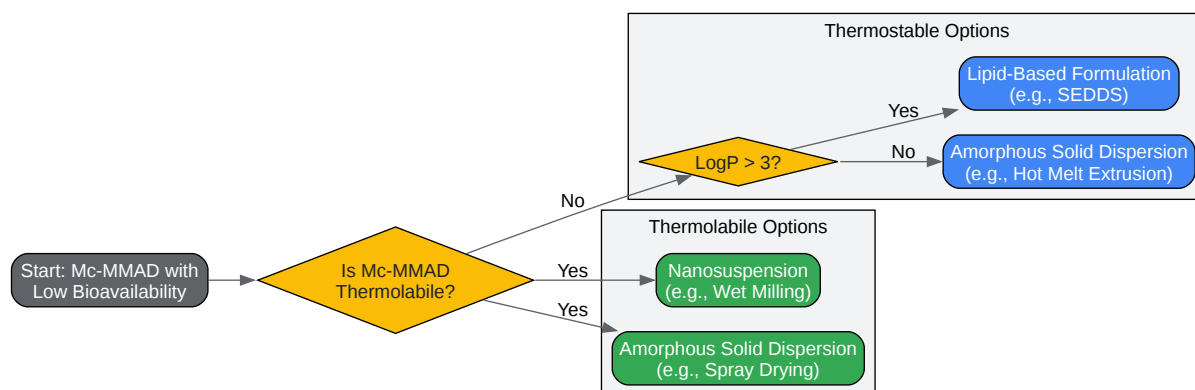 Thermostable Options
Lipid-Based Formulation
(e.g., SEDDS)
Yes
LogP > 3?
No
Amorphous Solid Dispersion
(e.g., Hot Melt Extrusion)
No
Thermolabile Options
Start: Mc-MMAD with
Low Bioavailability
Is Mc-MMAD
Thermolabile?
Yes
Nanosuspension
(e.g., Wet Milling)
Yes
Amorphous Solid Dispersion
(e.g., Spray Drying)